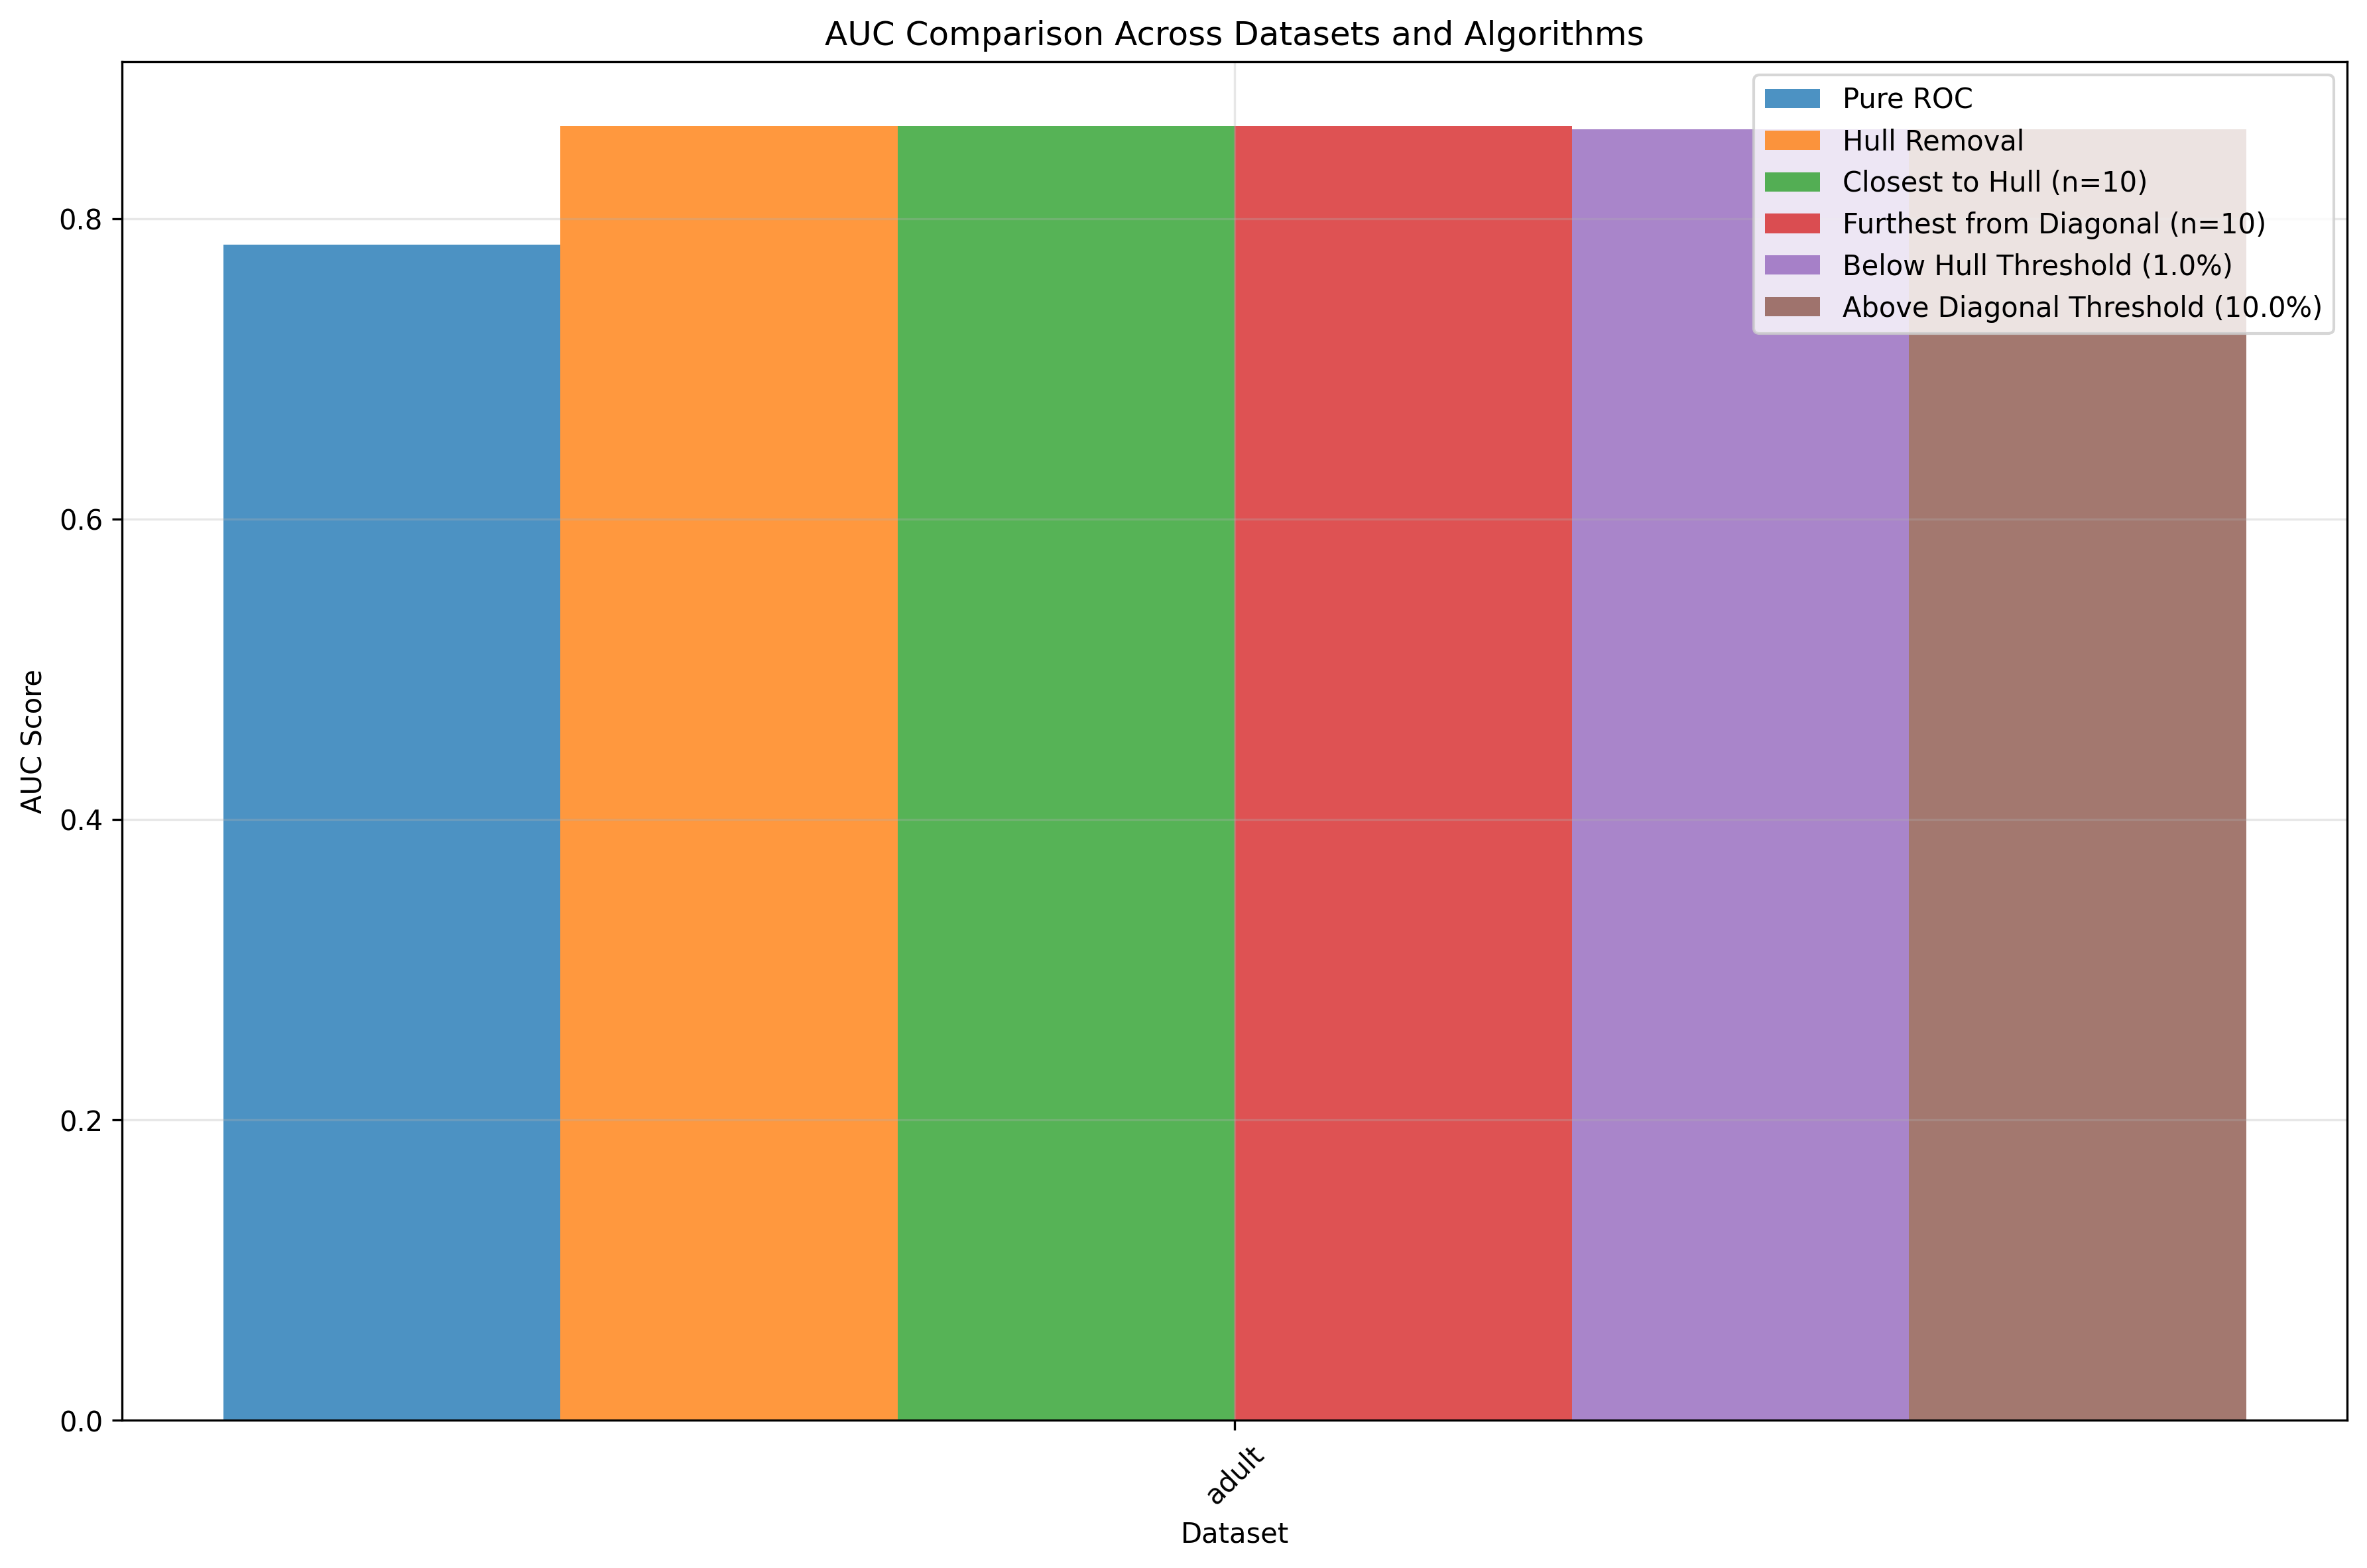 AUC Comparison Across Datasets and Algorithms
Pure ROC
Hull Removal
Closest to Hull (n=10)
Furthest from Diagonal (n=10)
Below Hull Threshold (1.0%)
Above Diagonal Threshold (10.0%)
AUC Score
0.8
0.6
0.4
0.2
0.0
adult
Dataset